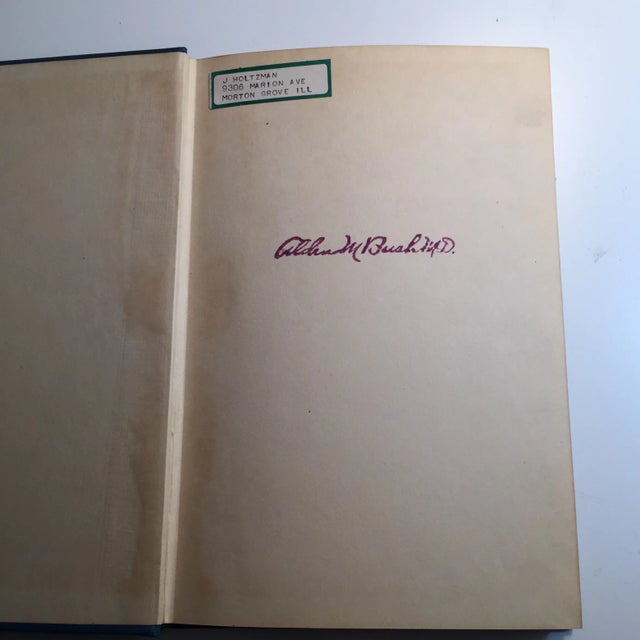 J HOLTZMAN
9306 MARION AVE
MORTON GROVE ILL
Alden M Bush M.D.